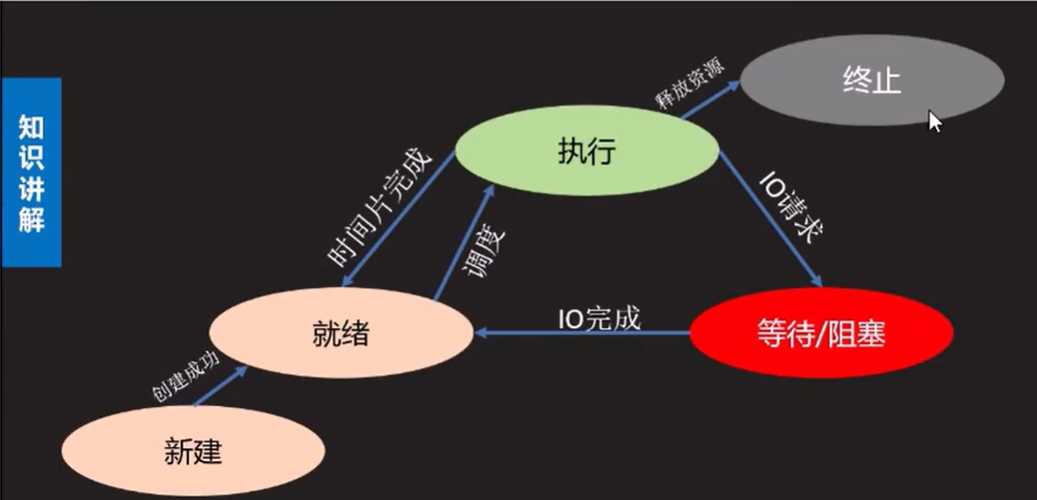 知
识
讲
解
终止
释放资源
执行
时间片完成
调度
IO请求
就绪
IO完成
等待/阻塞
创建成功
新建